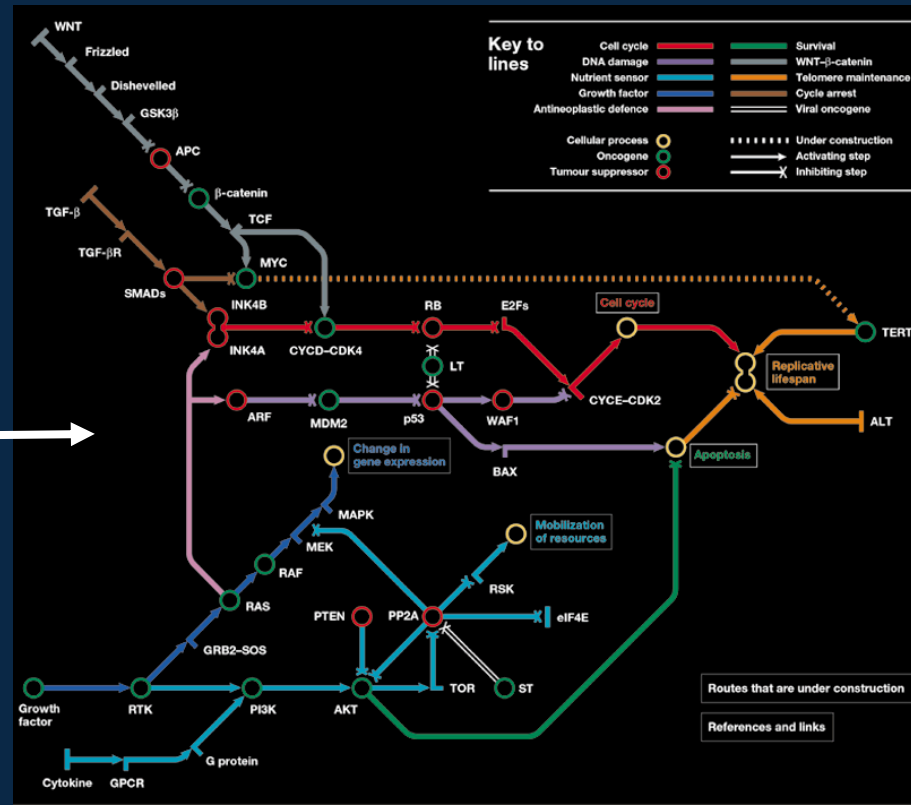 WNT
Frizzled
Dishevelled
GSK3β
APC
β-catenin
TCF
TGF-β
TGF-βR
SMADs
MYC
INK4B
INK4A
CYCD–CDK4
RB
E2Fs
Cell cycle
TERT
LT
Replicative
lifespan
ARF
MDM2
p53
WAF1
CYCE–CDK2
ALT
BAX
Apoptosis
Change in
gene expression
MAPK
MEK
Mobilization
of resources
RAF
RSK
RAS
PTEN
PP2A
eIF4E
GRB2–SOS
Growth
factor
RTK
PI3K
AKT
TOR
ST
G protein
Cytokine
GPCR
Key to
lines
Cell cycle
DNA damage
Nutrient sensor
Growth factor
Antineoplastic defence
Survival
WNT–β-catenin
Telomere maintenance
Cycle arrest
Viral oncogene
Cellular process
Oncogene
Tumour suppressor
Under construction
Activating step
Inhibiting step
Routes that are under construction
References and links